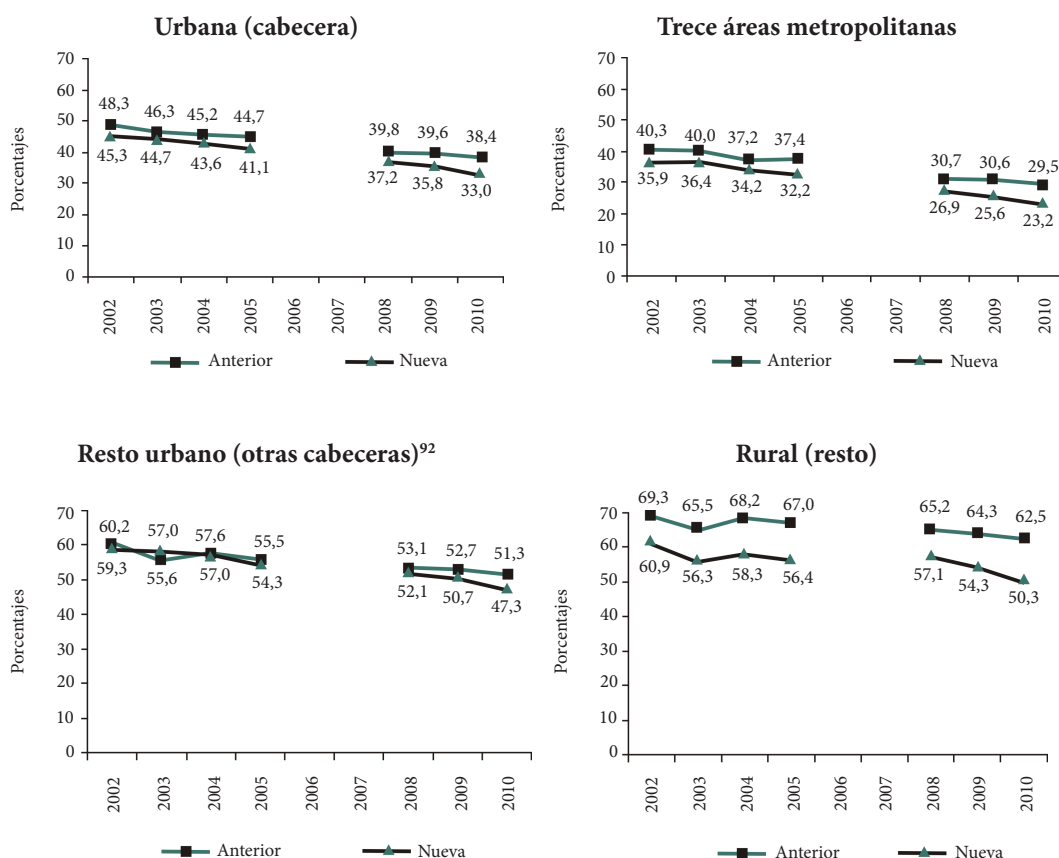 Urbana (cabecera)
Porcentajes
70
60
50
40
30
20
10
0
48,3 46,3 45,2 44,7 39,8 39,6 38,4
45,3 44,7 43,6 41,1 37,2 35,8 33,0
2002 2003 2004 2005 2006 2007 2008 2009 2010
Anterior Nueva
Trece áreas metropolitanas
Porcentajes
70
60
50
40
30
20
10
0
40,3 40,0 37,2 37,4 30,7 30,6 29,5
35,9 36,4 34,2 32,2 26,9 25,6 23,2
2002 2003 2004 2005 2006 2007 2008 2009 2010
Anterior Nueva
Resto urbano (otras cabeceras)⁹²
Porcentajes
70
60
50
40
30
20
10
0
60,2 57,0 57,6 55,5 53,1 52,7 51,3
59,3 55,6 57,0 54,3 52,1 50,7 47,3
2002 2003 2004 2005 2006 2007 2008 2009 2010
Anterior Nueva
Rural (resto)
Porcentajes
70
60
50
40
30
20
10
0
69,3 65,5 68,2 67,0 65,2 64,3 62,5
60,9 56,3 58,3 56,4 57,1 54,3 50,3
2002 2003 2004 2005 2006 2007 2008 2009 2010
Anterior Nueva